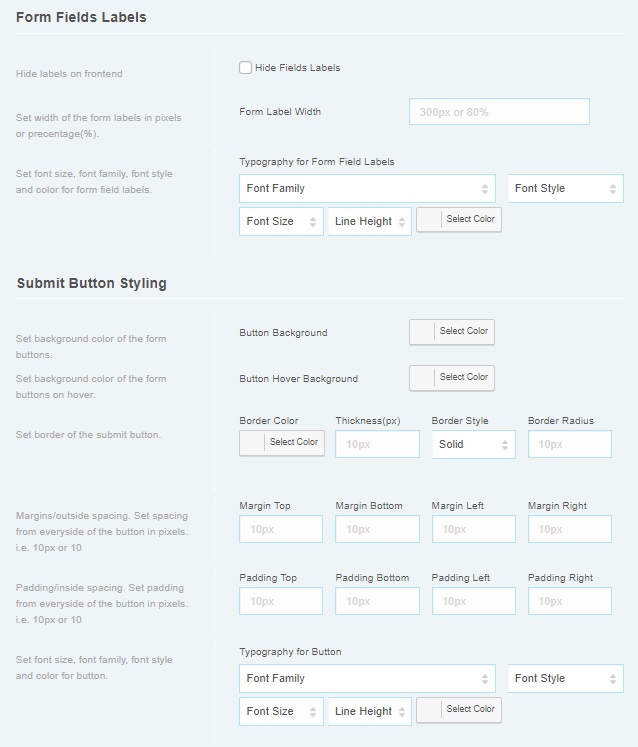 Form Fields Labels
Hide labels on frontend
Hide Fields Labels
Set width of the form labels in pixels
or precentage(%).
Form Label Width
300px or 80%
Set font size, font family, font style
and color for form field labels.
Typography for Form Field Labels
Font Family
Font Style
Font Size
Line Height
Select Color
Submit Button Styling
Set background color of the form
buttons.
Button Background
Select Color
Set background color of the form
buttons on hover.
Button Hover Background
Select Color
Set border of the submit button.
Border Color
Thickness(px)
Border Style
Border Radius
Select Color
10px
Solid
10px
Margins/outside spacing. Set spacing
from everyside of the button in pixels.
i.e. 10px or 10
Margin Top
Margin Bottom
Margin Left
Margin Right
10px
10px
10px
10px
Padding/inside spacing. Set padding
from everyside of the button in pixels.
i.e. 10px or 10
Padding Top
Padding Bottom
Padding Left
Padding Right
10px
10px
10px
10px
Set font size, font family, font style
and color for button.
Typography for Button
Font Family
Font Style
Font Size
Line Height
Select Color